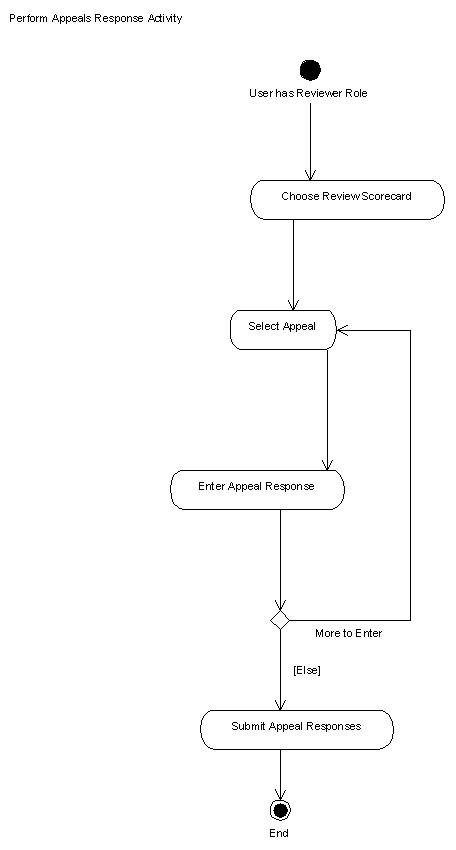 Perform Appeals Response Activity
User has Reviewer Role
Choose Review Scorecard
Select Appeal
Enter Appeal Response
More to Enter
[Else]
Submit Appeal Responses
End